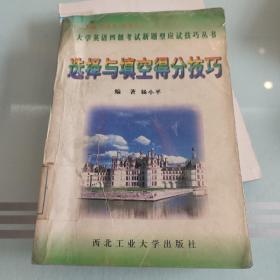 大学英语四级考试新题型应试技巧丛书
选择与填空得分技巧
编著 杨小平
西北工业大学出版社